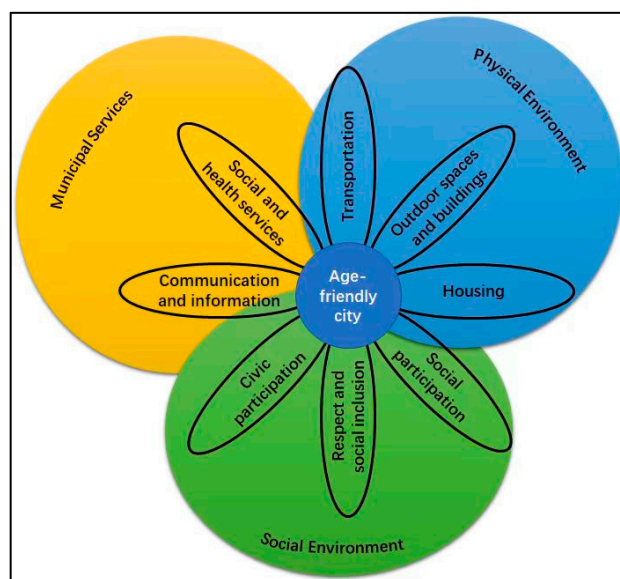 Municipal Services
Physical Environment
Social and
health services
Transportation
Outdoor spaces
and buildings
Communication
and information
Age-
friendly
city
Housing
Civic
participation
Respect and
social inclusion
Social
participation
Social Environment